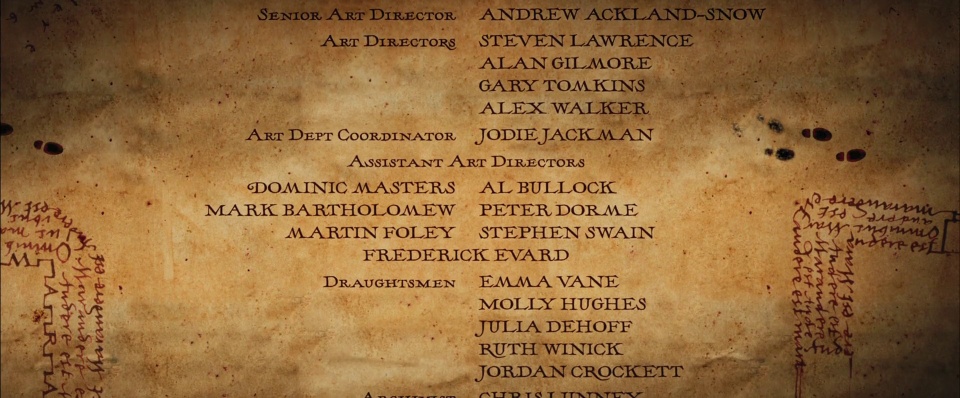 Senior Art Director ANDREW ACKLAND-SNOW
Art Directors STEVEN LAWRENCE
ALAN GILMORE
GARY TOMKINS
ALEX WALKER
Art Dept Coordinator JODIE JACKMAN
Assistant Art Directors
DOMINIC MASTERS AL BULLOCK
MARK BARTHOLOMEW PETER DORME
MARTIN FOLEY STEPHEN SWAIN
FREDERICK EVARD
Draughtsmen EMMA VANE
MOLLY HUGHES
JULIA DEHOFF
RUTH WINICK
JORDAN CROCKETT